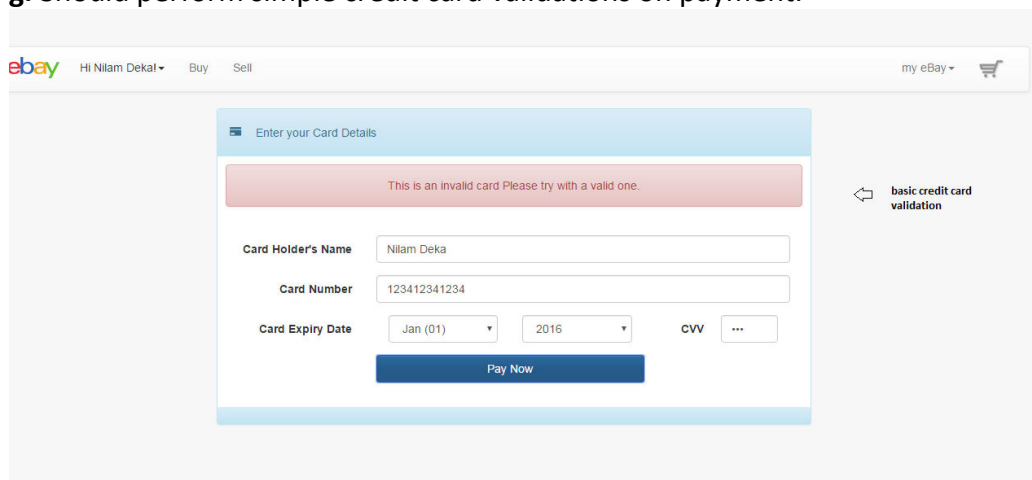 g. Should perform simple credit card validations on payment.
ebay Hi Nilam Deka! Buy Sell my eBay
Enter your Card Details
This is an invalid card Please try with a valid one.
basic credit card
validation
Card Holder's Name Nilam Deka
Card Number 123412341234
Card Expiry Date Jan (01) 2016 CVV •••
Pay Now